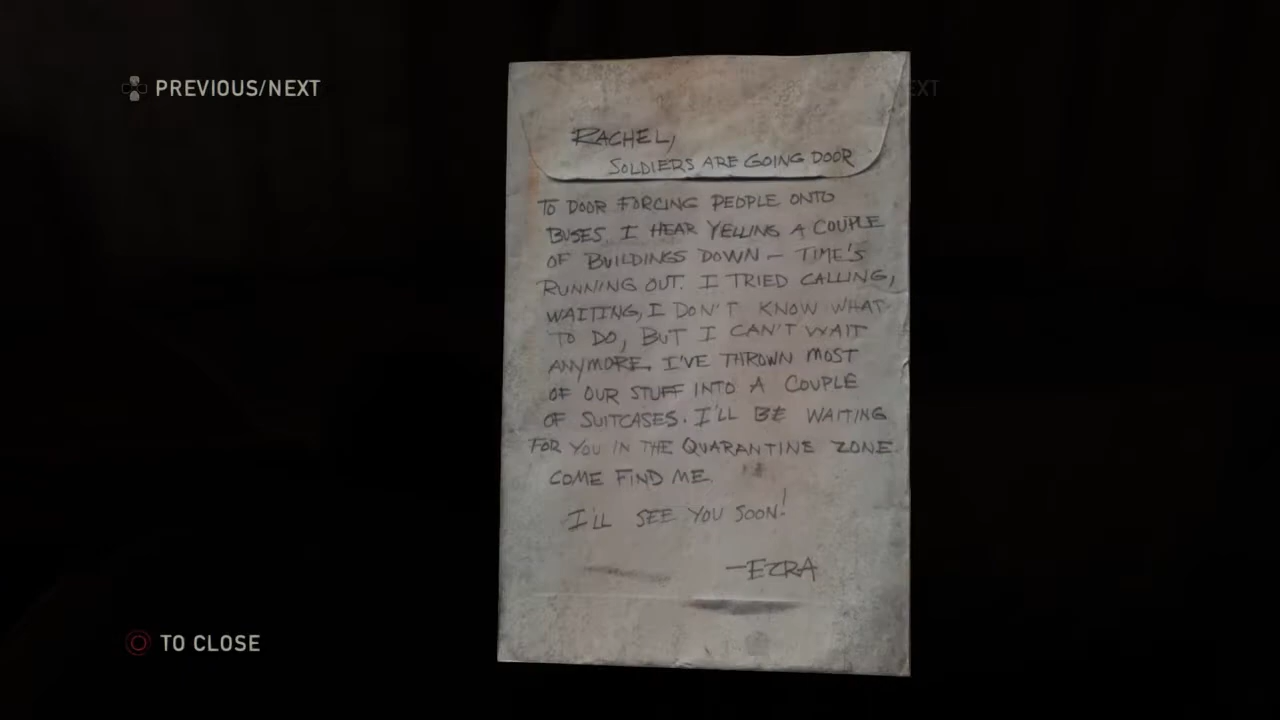 PREVIOUS/NEXT
EXT
RACHEL,
SOLDIERS ARE GOING DOOR
TO DOOR FORCING PEOPLE ONTO
BUSES. I HEAR YELLING A COUPLE
OF BUILDINGS DOWN – TIME'S
RUNNING OUT. I TRIED CALLING,
WAITING, I DON'T KNOW WHAT
TO DO, BUT I CAN'T WAIT
ANYMORE. I'VE THROWN MOST
OF OUR STUFF INTO A COUPLE
OF SUITCASES. I'LL BE WAITING
FOR YOU IN THE QUARANTINE ZONE.
COME FIND ME.
I'LL SEE YOU SOON!
—EZRA
TO CLOSE